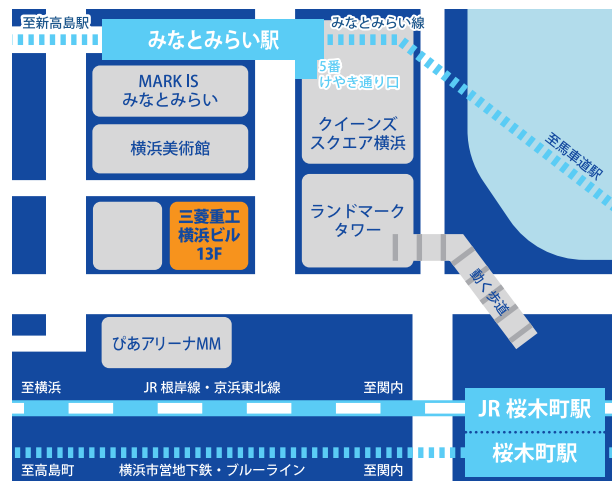 至新高島駅
みなとみらい駅
みなとみらい線
5番
けやき通り口
MARK IS
みなとみらい
クイーンズ
スクエア横浜
横浜美術館
至馬車道駅
三菱重工
横浜ビル
13F
ランドマーク
タワー
動く歩道
ぴあアリーナMM
至横浜
JR 根岸線・京浜東北線
至関内
JR 桜木町駅
桜木町駅
至高島町
横浜市営地下鉄・ブルーライン
至関内